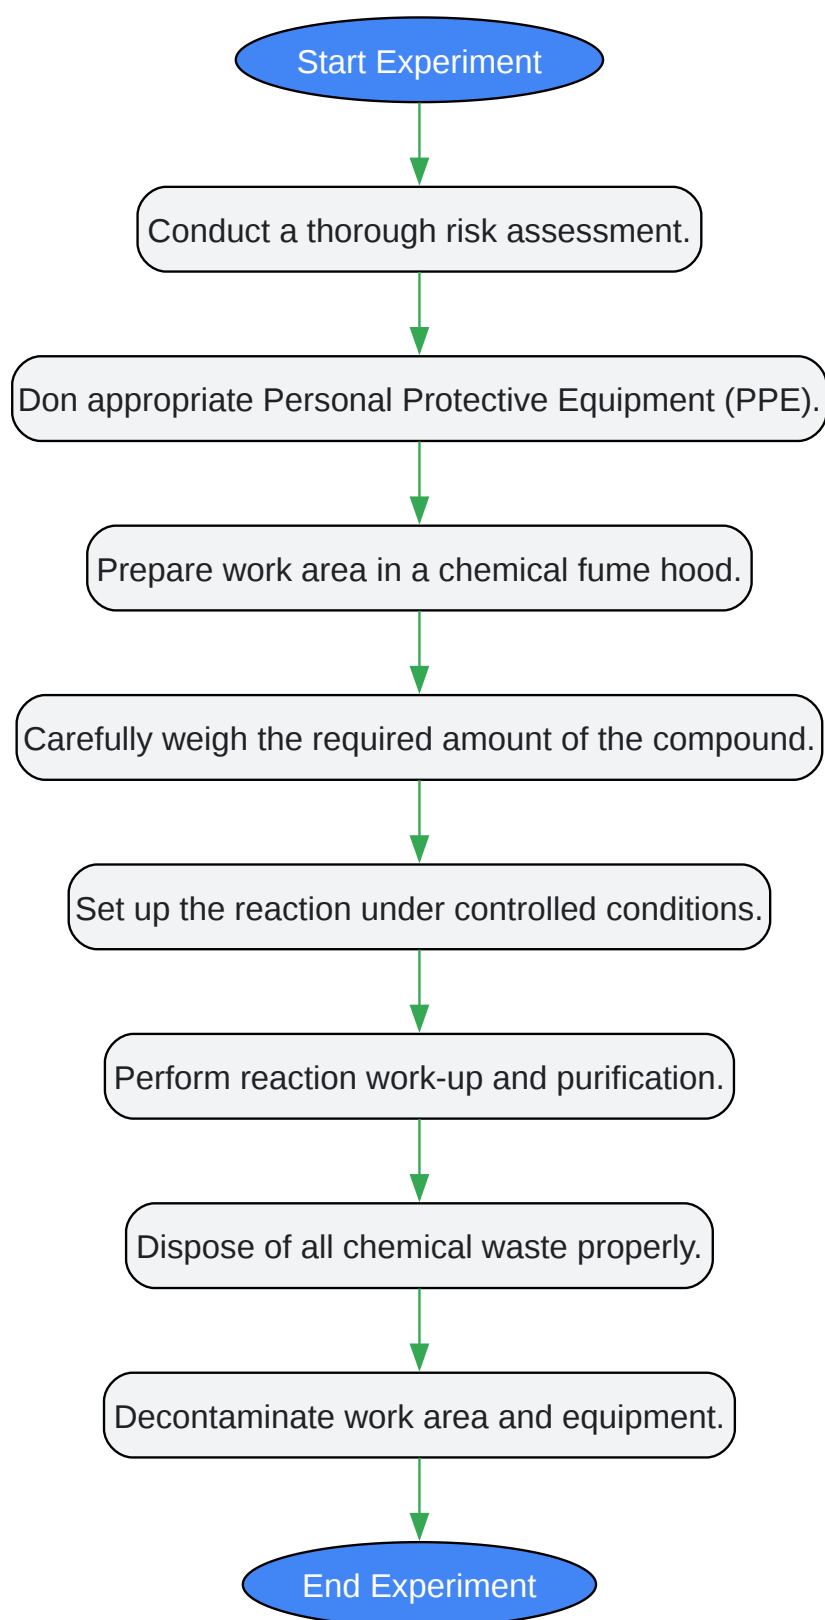 Start Experiment
Conduct a thorough risk assessment.
Don appropriate Personal Protective Equipment (PPE).
Prepare work area in a chemical fume hood.
Carefully weigh the required amount of the compound.
Set up the reaction under controlled conditions.
Perform reaction work-up and purification.
Dispose of all chemical waste properly.
Decontaminate work area and equipment.
End Experiment